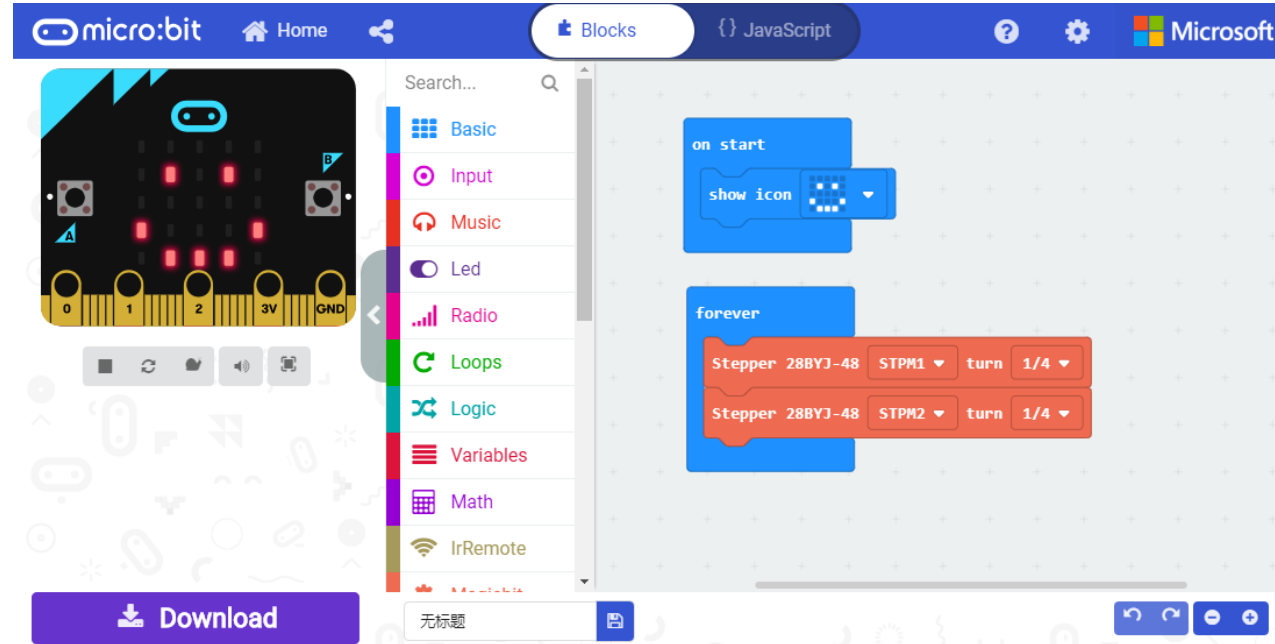 micro:bit Home Blocks {} JavaScript ? Microsoft
Search...
Basic
Input
Music
Led
Radio
Loops
Logic
Variables
Math
IrRemote
B
A
0 1 2 3V GND
on start
show icon
forever
Stepper 28BYJ-48 STPM1 turn 1/4
Stepper 28BYJ-48 STPM2 turn 1/4
Download
无标题